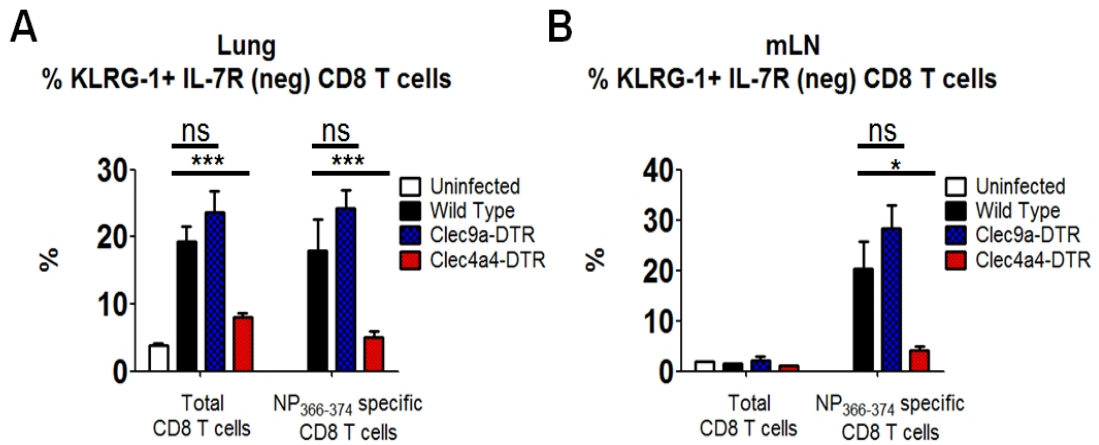 A
Lung
% KLRG-1+ IL-7R (neg) CD8 T cells
ns
ns
***
***
30
20
10
0
%
Uninfected
Wild Type
Clec9a-DTR
Clec4a4-DTR
Total
CD8 T cells
NP366-374 specific
CD8 T cells
B
mLN
% KLRG-1+ IL-7R (neg) CD8 T cells
ns
*
40
30
20
10
0
%
Uninfected
Wild Type
Clec9a-DTR
Clec4a4-DTR
Total
CD8 T cells
NP366-374 specific
CD8 T cells